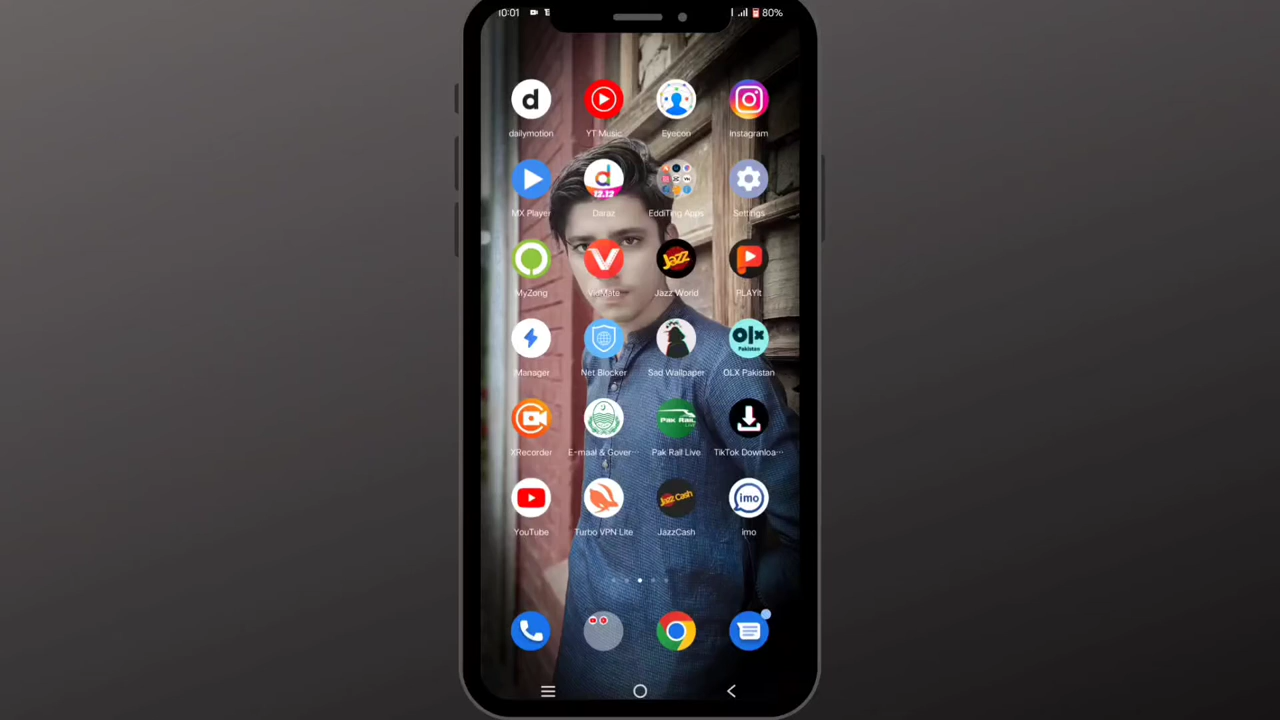 10:01 80%
dailymotion YT Music Eyecon Instagram
MX Player Daraz EddiTing Apps Settings
MyZong VidMate Jazz World PLAYit
iManager Net Blocker Sad Wallpaper OLX Pakistan
XRecorder E-maal & Gover··· Pak Rail Live TikTok Downloa···
YouTube Turbo VPN Lite JazzCash imo